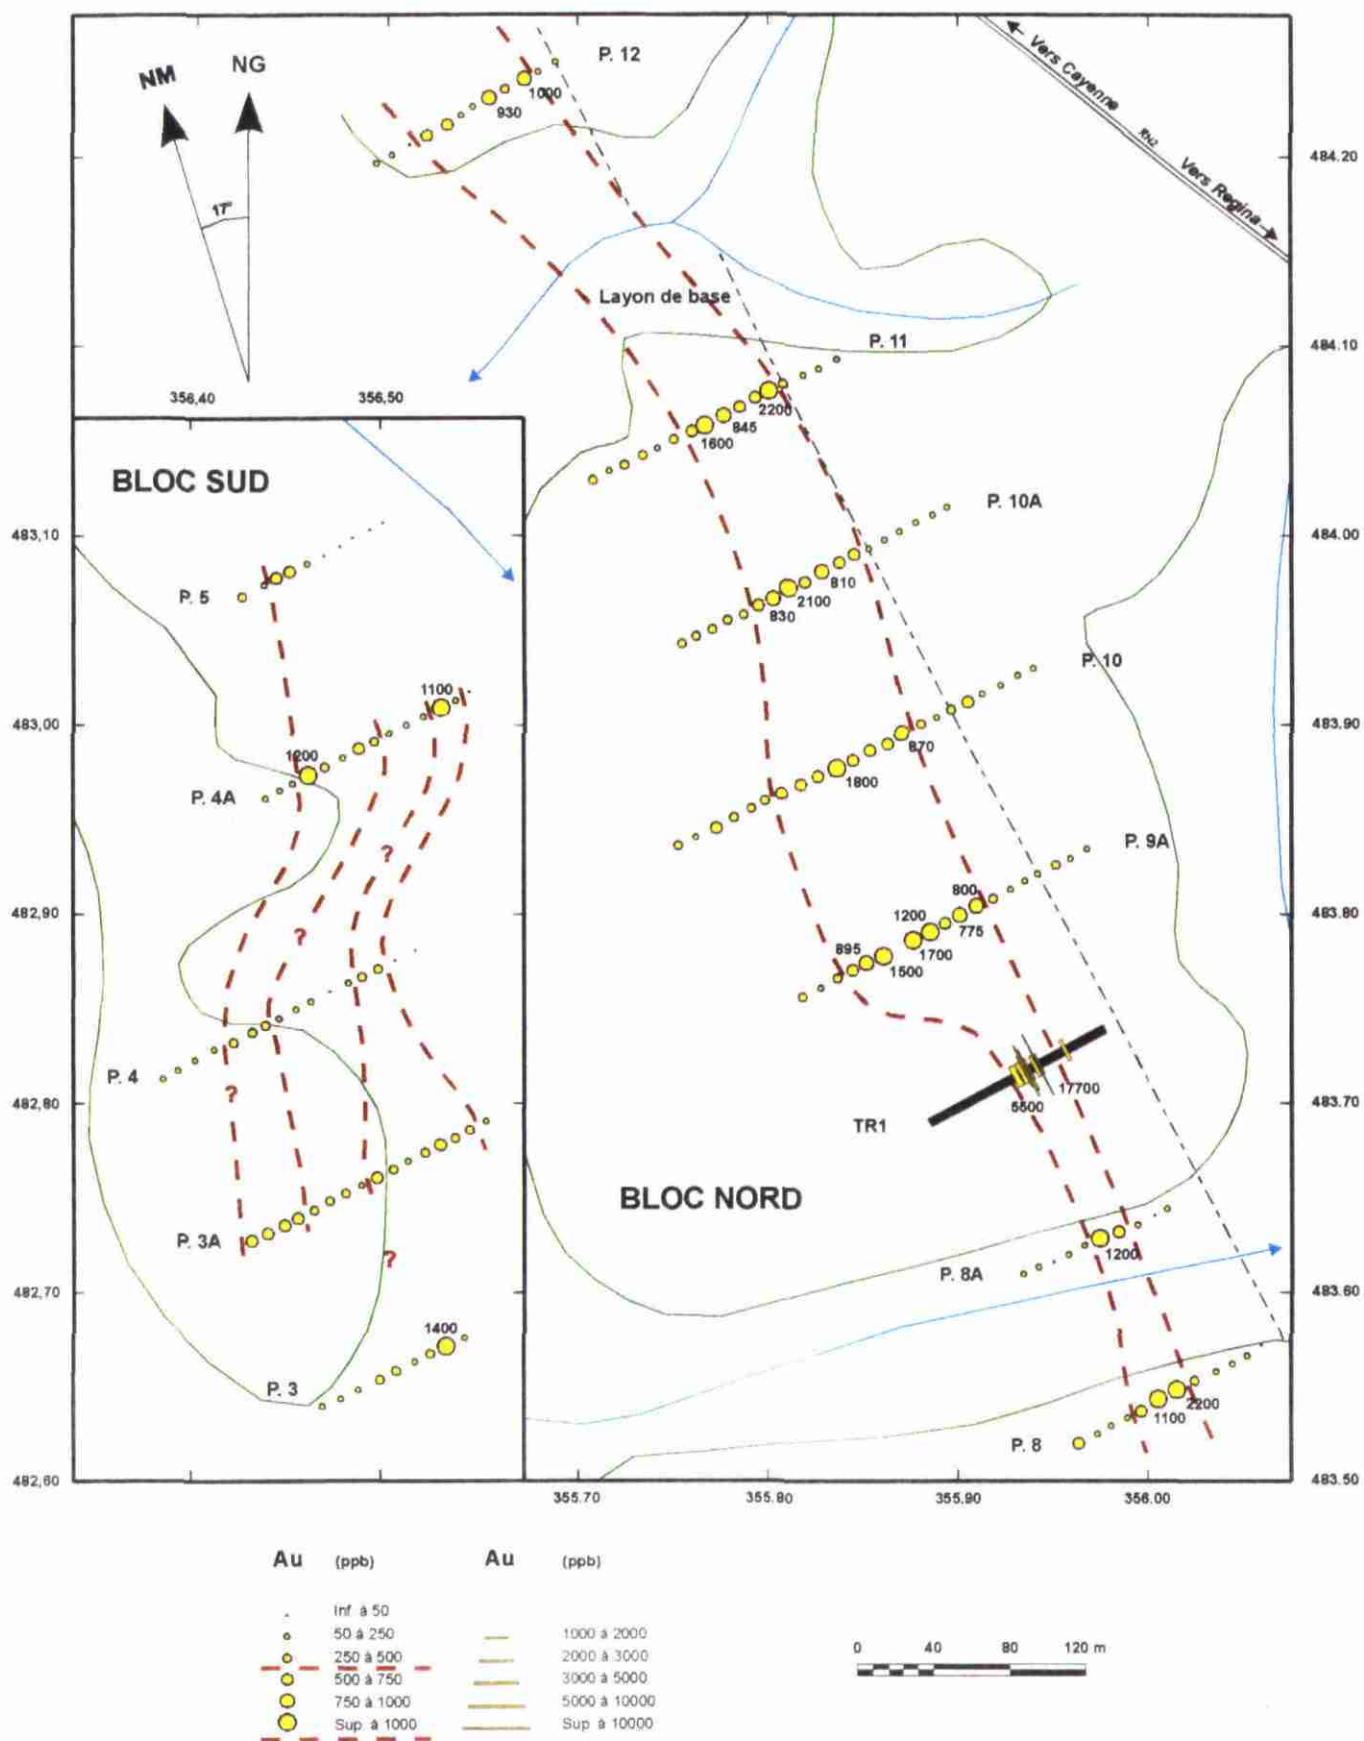 P. 12
NM
NG
17°
1000
930
Vers Cayenne
RN2
Vers Regina
484.20
Layon de base
P. 11
484.10
356,40
356,50
2200
845
1600
BLOC SUD
P. 10A
483,10
484.00
P. 5
810
2100
830
P. 10
1100
483,00
483.90
1200
870
1800
P. 4A
?
P. 9A
800
482,90
483.80
1200
775
?
895
1700
1500
P. 4
?
17700
5500
482,80
483.70
TR1
BLOC NORD
P. 3A
?
1200
P. 8A
482,70
483.60
1400
P. 3
2200
1100
P. 8
482,60
483.50
355.70
355.80
355.90
356.00
Au (ppb)
Au (ppb)
Inf à 50
50 à 250
250 à 500
500 à 750
750 à 1000
Sup à 1000
1000 à 2000
2000 à 3000
3000 à 5000
5000 à 10000
Sup à 10000
0 40 80 120 m